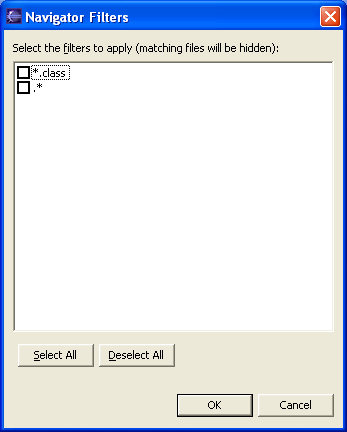 Navigator Filters
Select the filters to apply (matching files will be hidden):
*.class
.*
Select All
Deselect All
OK
Cancel